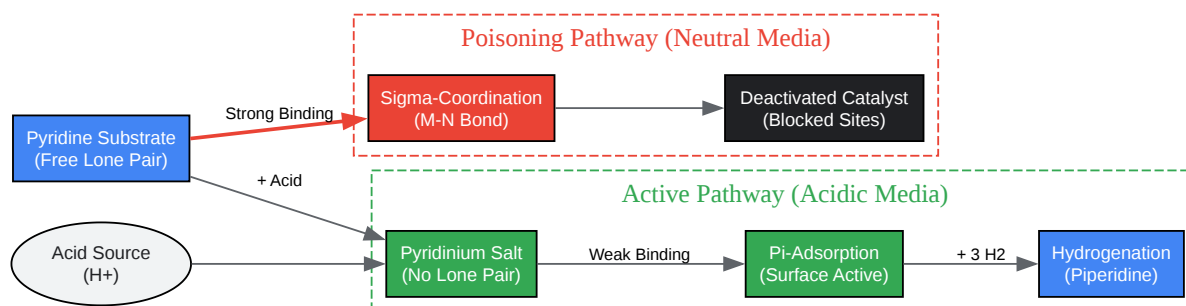 Poisoning Pathway (Neutral Media)
Sigma-Coordination
(M-N Bond)
Deactivated Catalyst
(Blocked Sites)
Strong Binding
Pyridine Substrate
(Free Lone Pair)
+ Acid
Active Pathway (Acidic Media)
Acid Source
(H+)
Pyridinium Salt
(No Lone Pair)
Weak Binding
Pi-Adsorption
(Surface Active)
+ 3 H2
Hydrogenation
(Piperidine)